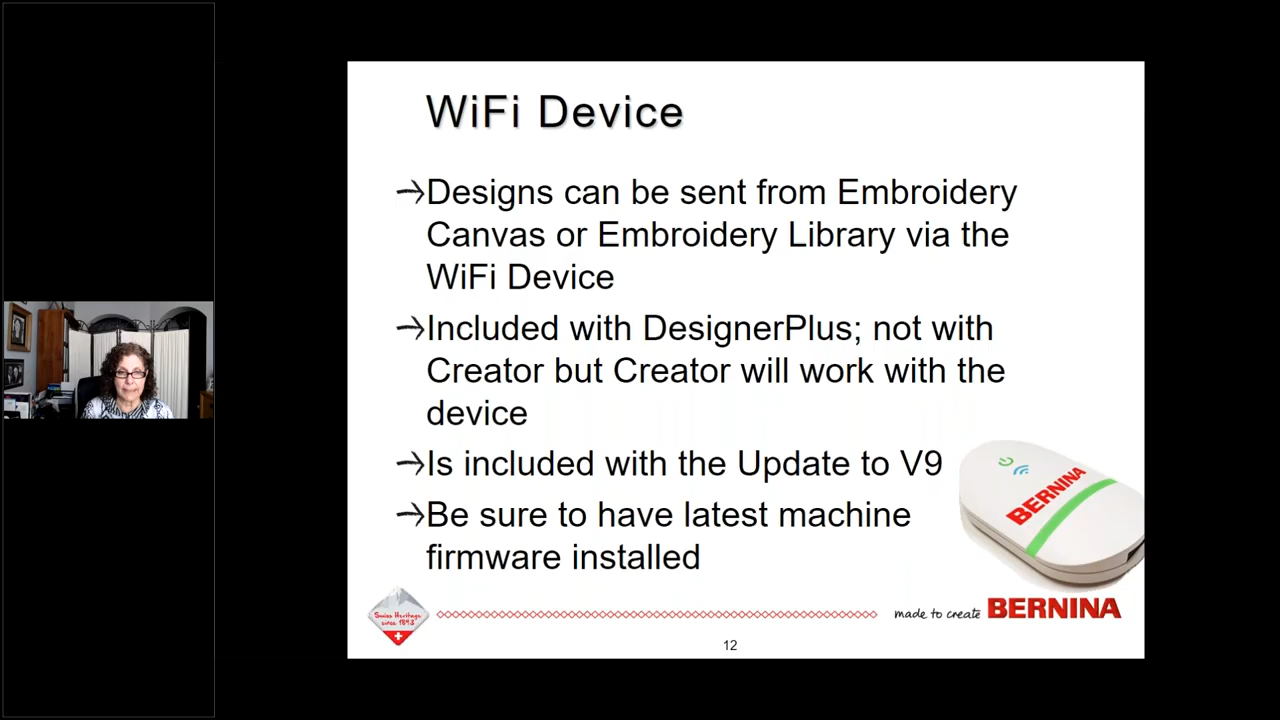 WiFi Device
→Designs can be sent from Embroidery
Canvas or Embroidery Library via the
WiFi Device
→Included with DesignerPlus; not with
Creator but Creator will work with the
device
→Is included with the Update to V9
→Be sure to have latest machine
firmware installed
BERNINA
Swiss Heritage
since 1893
made to create BERNINA
12